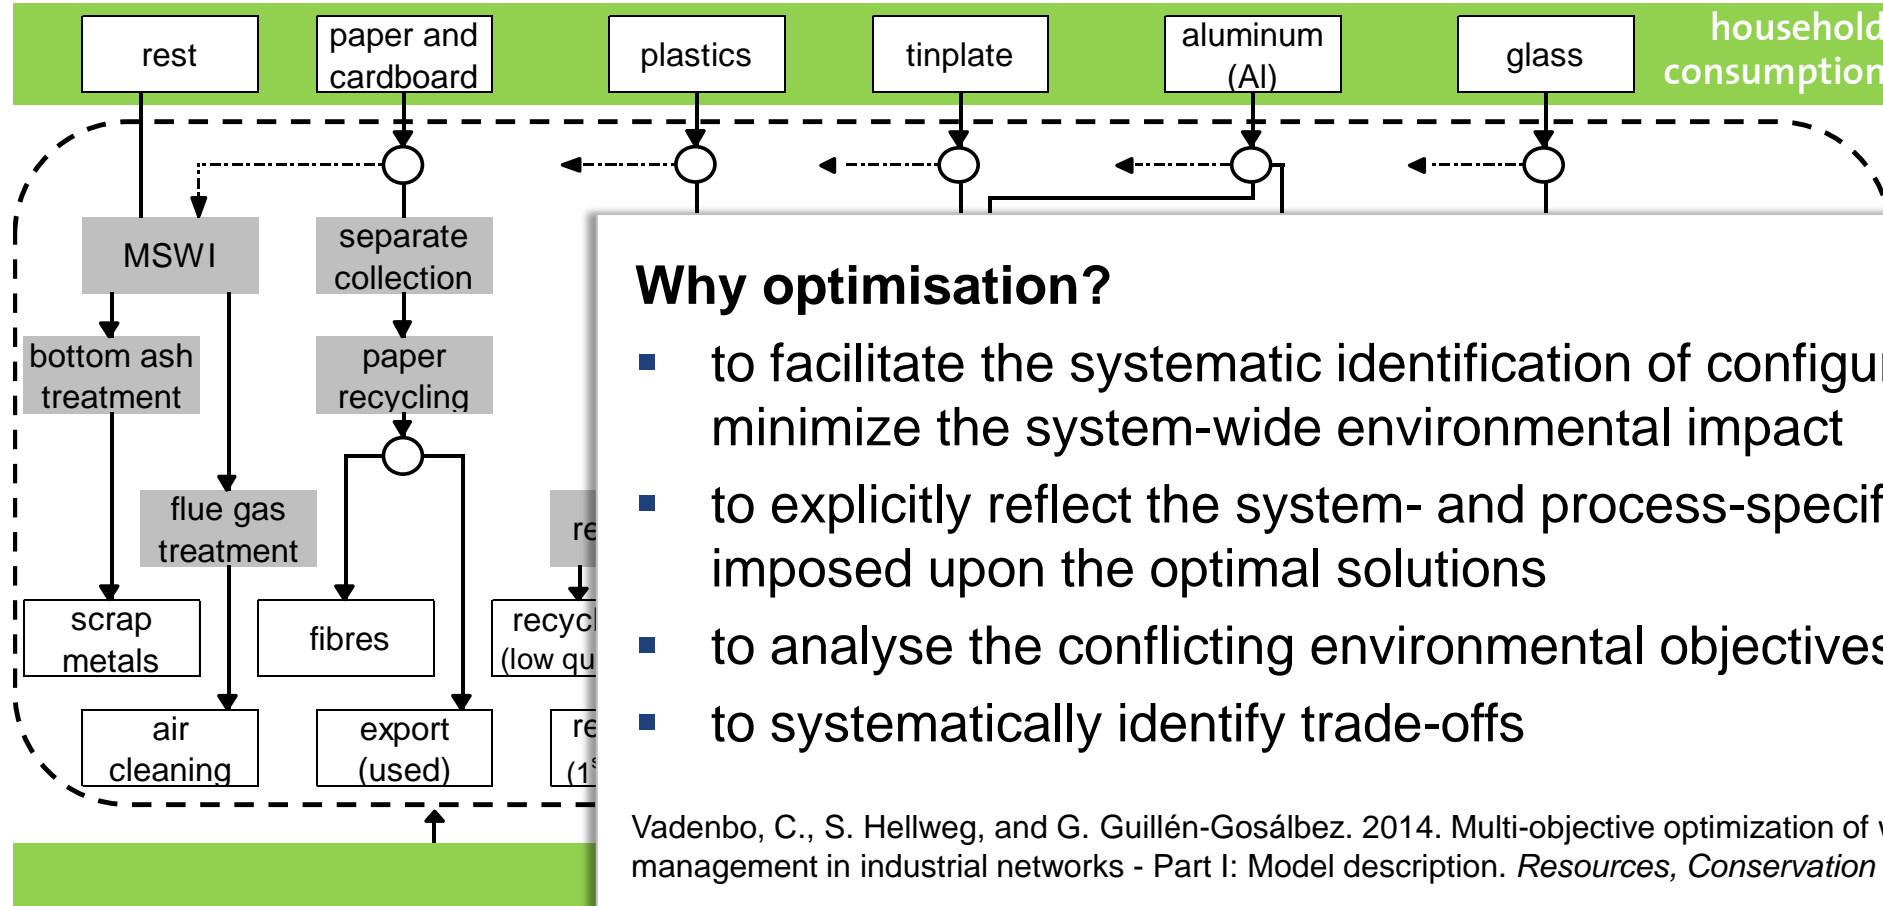 rest
paper and
cardboard
plastics
tinplate
aluminum
(Al)
glass
household
consumption
MSWI
separate
collection
bottom ash
treatment
paper
recycling
flue gas
treatment
scrap
metals
fibres
(low
air
cleaning
export
(used)
Why optimisation?
▪ to facilitate the systematic identification of
minimize the system-wide environmental impact
▪ to explicitly reflect the system- and
imposed upon the optimal solutions
▪ to analyse the conflicting environmental objectives
▪ to systematically identify trade-offs
Vadenbo, C., S. Hellweg, and G. Guillén-Gosálbez. 2014. Multi-objective optimization of
management in industrial networks - Part I: Model description. Resources, Conservation